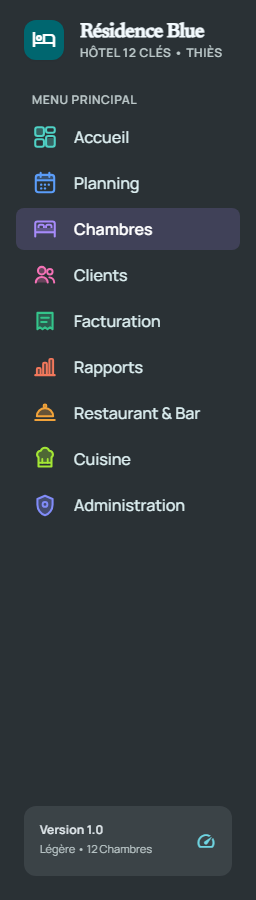 Résidence Blue
HÔTEL 12 CLÉS • THIÈS
MENU PRINCIPAL
Accueil
Planning
Chambres
Clients
Facturation
Rapports
Restaurant & Bar
Cuisine
Administration
Version 1.0
Légère • 12 Chambres